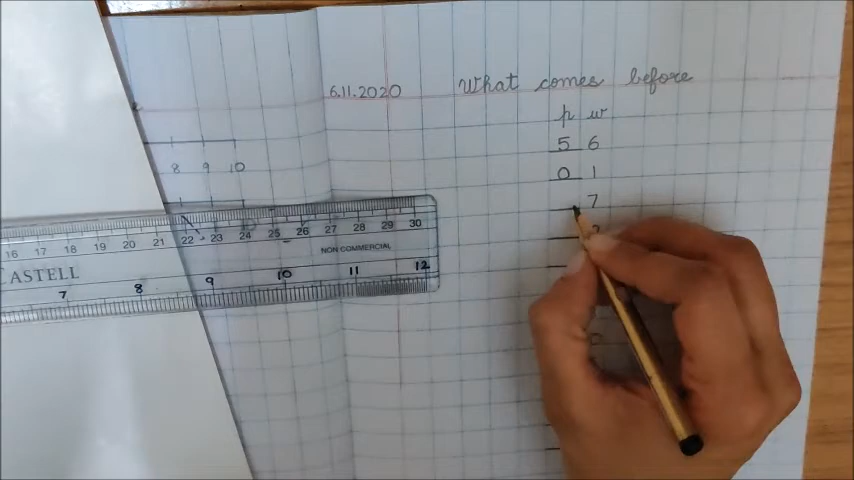 6.11.2020 What comes before
p w
5 6
0 1
7
8 9 10
16 17 18 19 20 21 22 23 24 25 26 27 28 29 30
NON COMMERCIAL
CASTELL
7 8 9 10 11 12